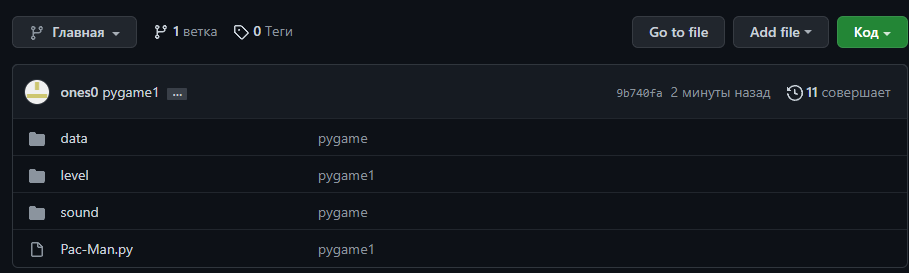 Главная 1 ветка 0 Теги Go to file Add file Код
ones0 pygame1 ... 9b740fa 2 минуты назад 11 совершает
data pygame
level pygame1
sound pygame
Pac-Man.py pygame1